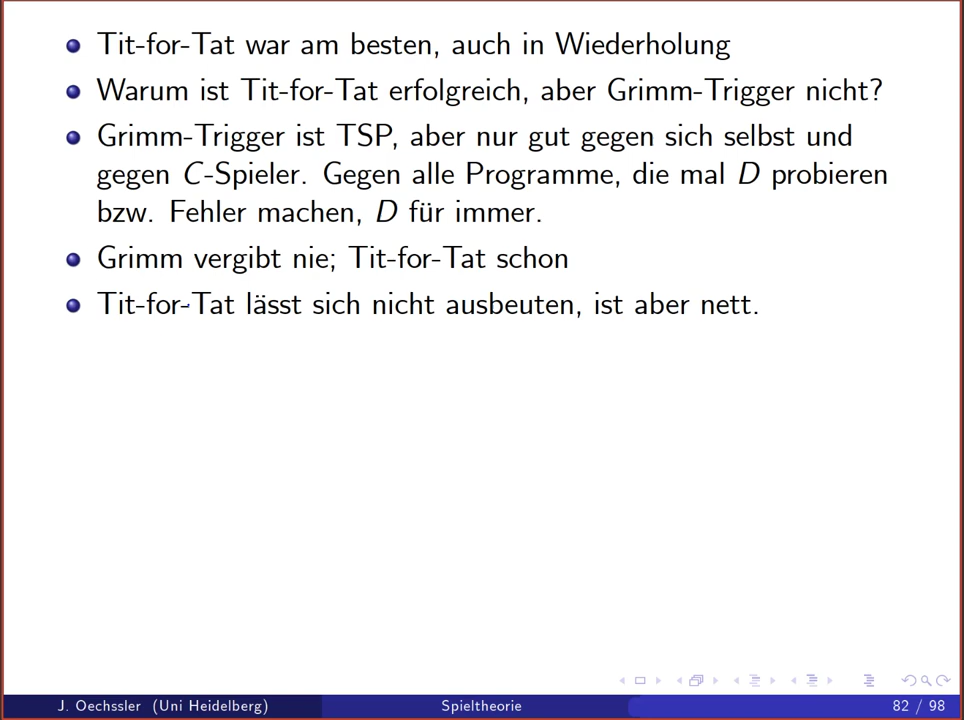 Tit-for-Tat war am besten, auch in Wiederholung
Warum ist Tit-for-Tat erfolgreich, aber Grimm-Trigger nicht?
Grimm-Trigger ist TSP, aber nur gut gegen sich selbst und
gegen C-Spieler. Gegen alle Programme, die mal D probieren
bzw. Fehler machen, D für immer.
Grimm vergibt nie; Tit-for-Tat schon
Tit-for-Tat lässt sich nicht ausbeuten, ist aber nett.
J. Oechssler (Uni Heidelberg) Spieltheorie 82 / 98